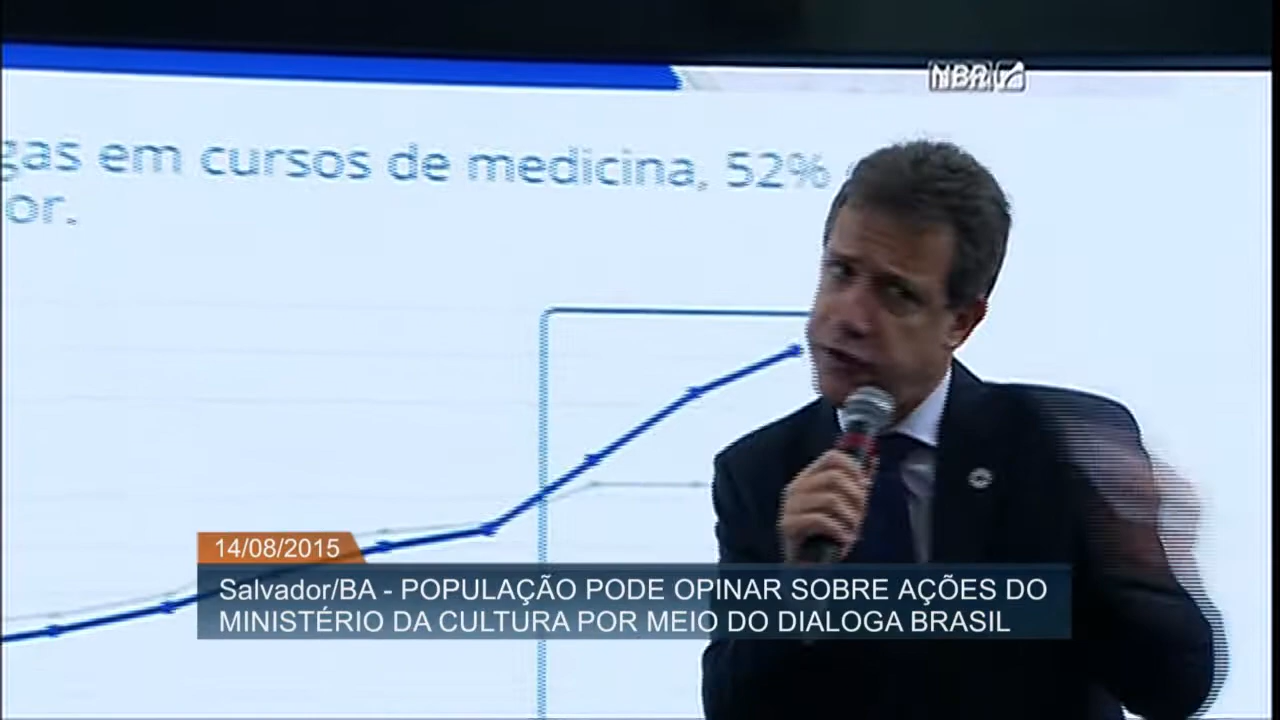 NBR
gas em cursos de medicina, 52%
or.
14/08/2015
Salvador/BA - POPULAÇÃO PODE OPINAR SOBRE AÇÕES DO
MINISTÉRIO DA CULTURA POR MEIO DO DIALOGA BRASIL